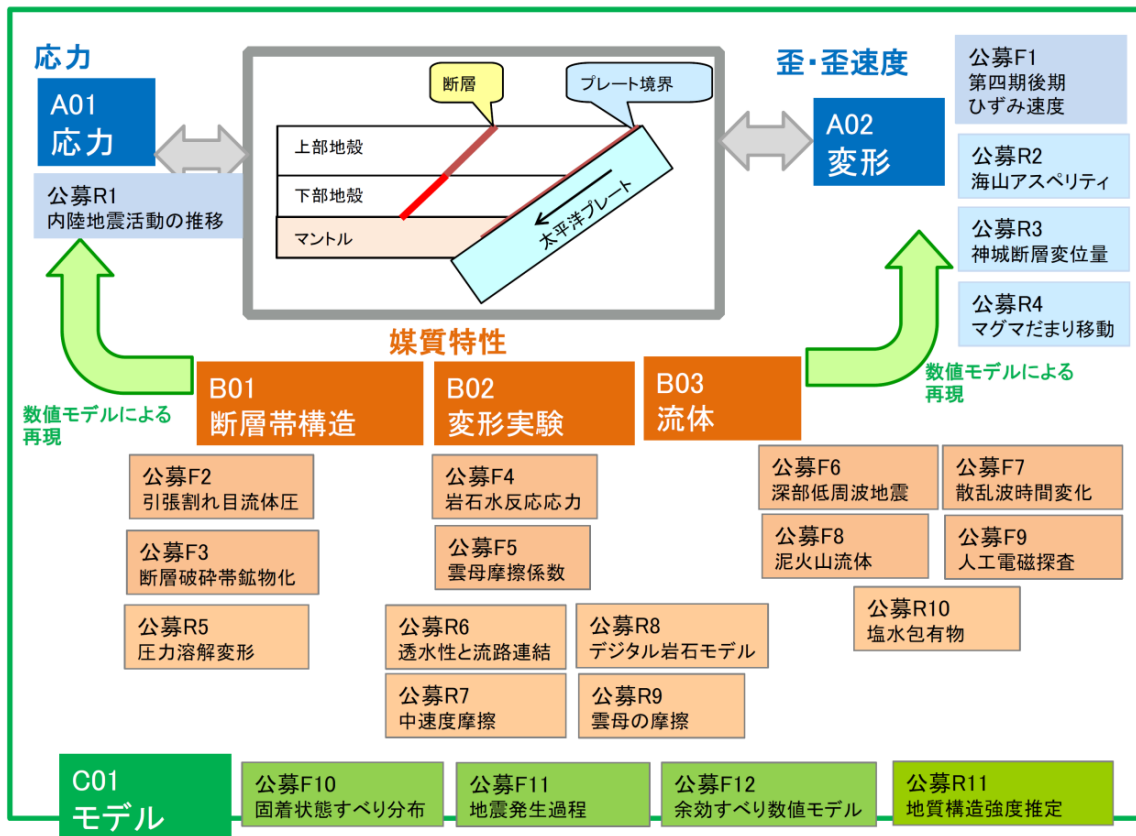 応力
A01
応力
公募R1
内陸地震活動の推移
断層
プレート境界
上部地殻
下部地殻
マントル
太平洋プレート
歪・歪速度
A02
変形
公募F1
第四期後期
ひずみ速度
公募R2
海山アスペリティ
公募R3
神城断層変位量
公募R4
マグマだまり移動
媒質特性
数値モデルによる
再現
B01
断層帯構造
B02
変形実験
B03
流体
数値モデルによる
再現
公募F2
引張割れ目流体圧
公募F3
断層破砕帯鉱物化
公募R5
圧力溶解変形
公募F4
岩石水反応応力
公募F5
雲母摩擦係数
公募R6
透水性と流路連結
公募R7
中速度摩擦
公募R8
デジタル岩石モデル
公募R9
雲母の摩擦
公募F6
深部低周波地震
公募F7
散乱波時間変化
公募F8
泥火山流体
公募F9
人工電磁探査
公募R10
塩水包有物
C01
モデル
公募F10
固着状態すべり分布
公募F11
地震発生過程
公募F12
余効すべり数値モデル
公募R11
地質構造強度推定